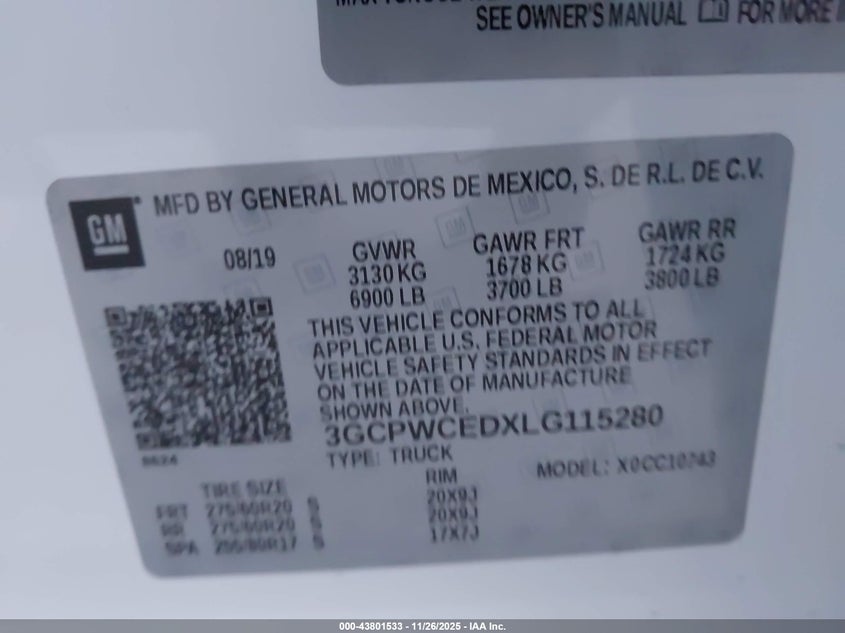 SEE OWNER'S MANUAL FOR MORE
GM
MFD BY GENERAL MOTORS DE MEXICO, S. DE R.L. DE C.V.
08/19 GVWR GAWR FRT GAWR RR
3130 KG 1678 KG 1724 KG
6900 LB 3700 LB 3800 LB
THIS VEHICLE CONFORMS TO ALL
APPLICABLE U.S. FEDERAL MOTOR
VEHICLE SAFETY STANDARDS IN EFFECT
ON THE DATE OF MANUFACTURE
SHOWN ABOVE.
3GCPWCEDXLG115280
8624 TYPE: TRUCK MODEL: X0CC10743
TIRE SIZE RIM
FRT 275/60R20 S 20X9J
RR 275/60R20 S 20X9J
SPA 255/80R17 S 17X7J
000-43801533 - 11/26/2025 - IAA Inc.